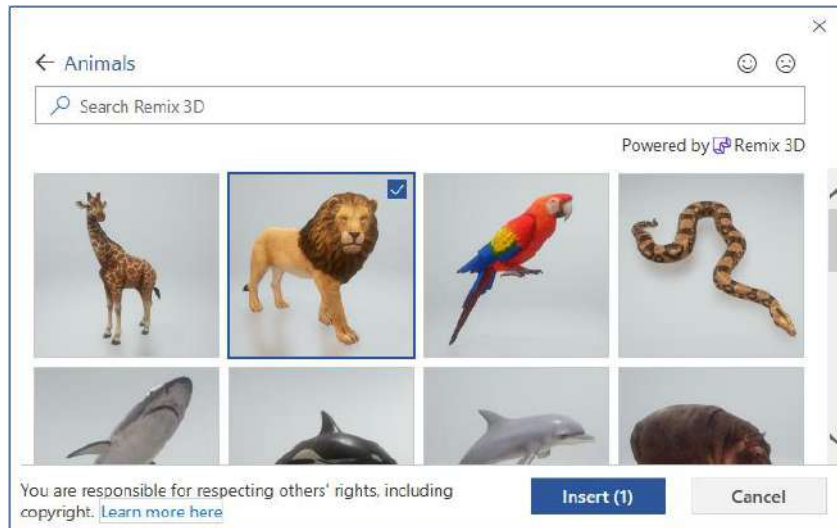 Animals
Search Remix 3D
Powered by Remix 3D
You are responsible for respecting others' rights, including
copyright. Learn more here
Insert (1)
Cancel